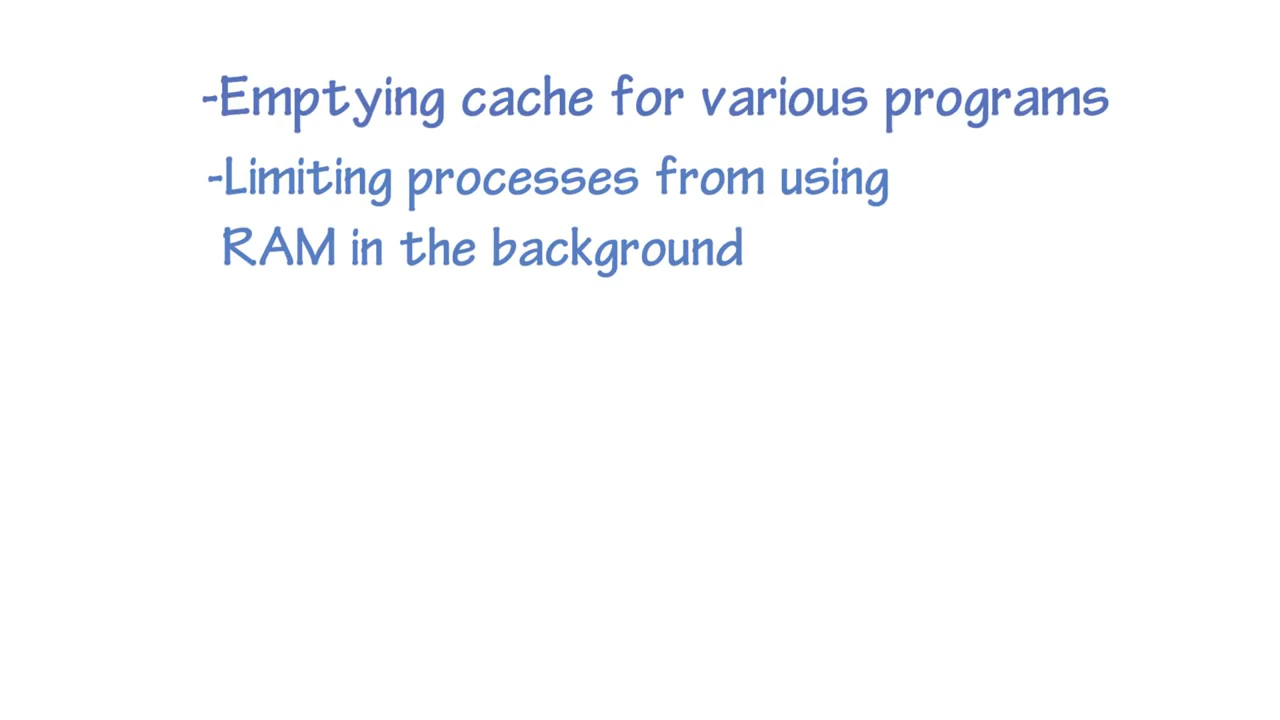 -Emptying cache for various programs
-Limiting processes from using
RAM in the background